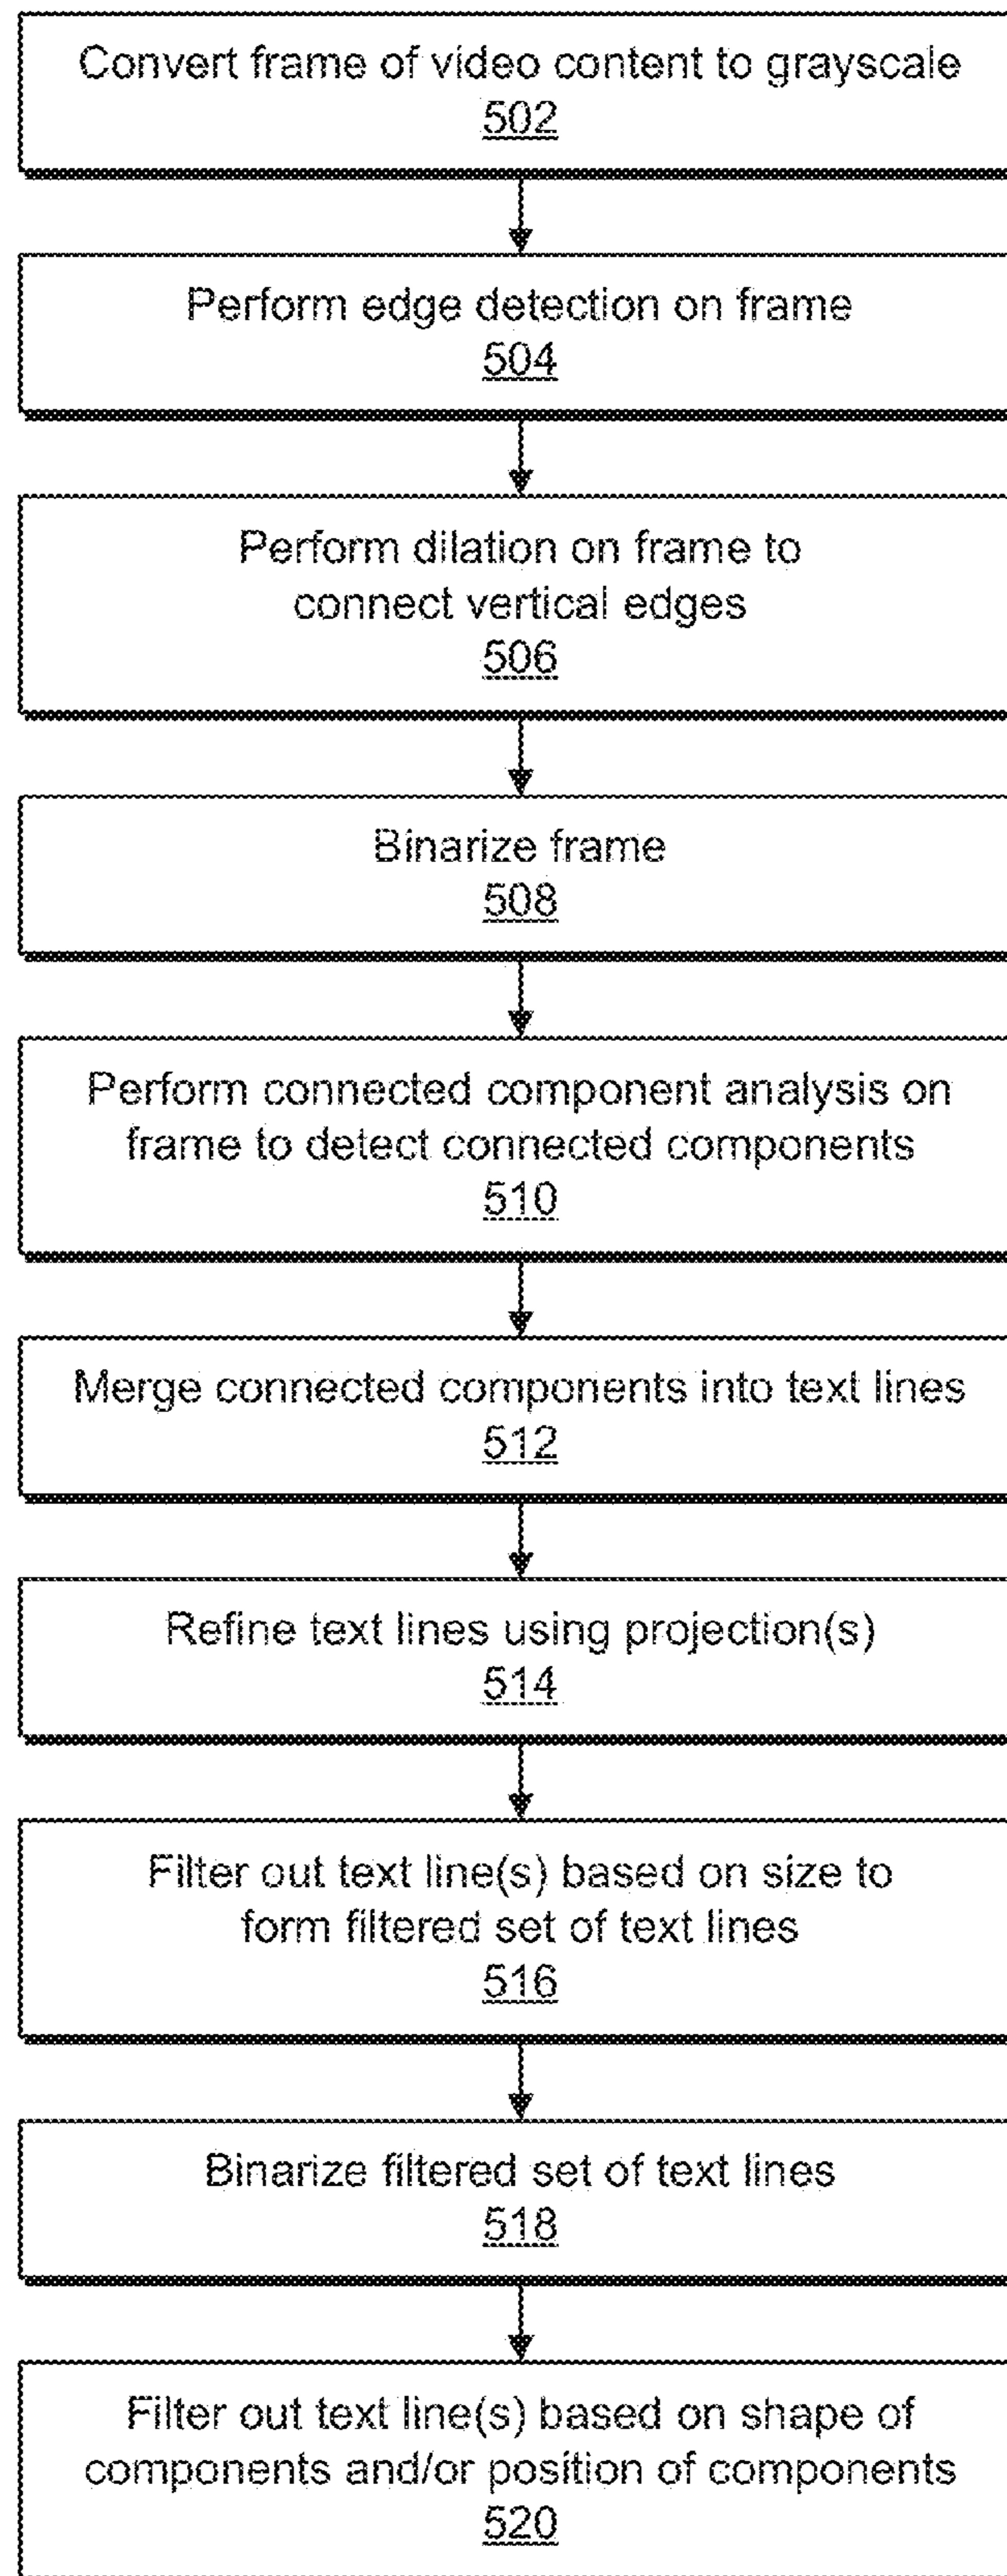 Convert frame of video content to grayscale
502
Perform edge detection on frame
504
Perform dilation on frame to
connect vertical edges
506
Binarize frame
508
Perform connected component analysis on
frame to detect connected components
510
Merge connected components into text lines
512
Refine text lines using projection(s)
514
Filter out text line(s) based on size to
form filtered set of text lines
516
Binarize filtered set of text lines
518
Filter out text line(s) based on shape of
components and/or position of components
520